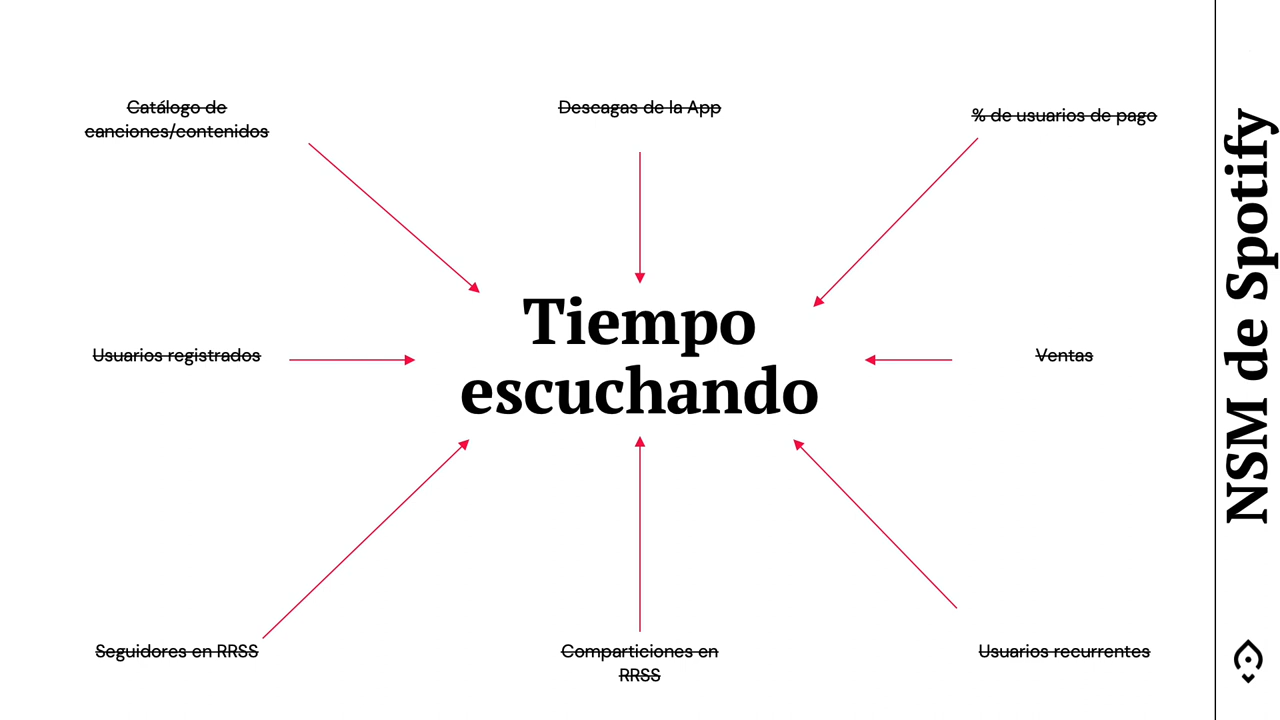 Catálogo de
canciones/contenidos
Descagas de la App
% de usuarios de pago
Tiempo
escuchando
Usuarios registrados
Ventas
Seguidores en RRSS
Comparticiones en
RRSS
Usuarios recurrentes
NSM de Spotify